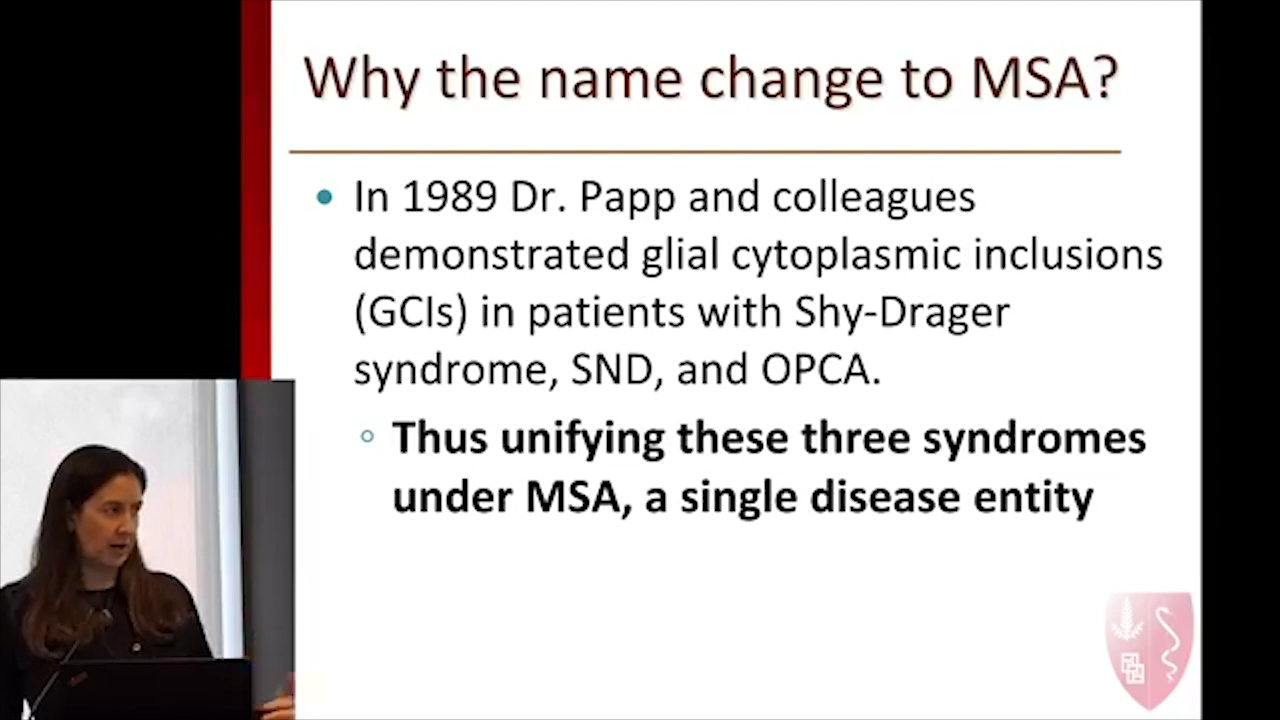 Why the name change to MSA?
In 1989 Dr. Papp and colleagues
demonstrated glial cytoplasmic inclusions
(GCIs) in patients with Shy-Drager
syndrome, SND, and OPCA.
Thus unifying these three syndromes
under MSA, a single disease entity